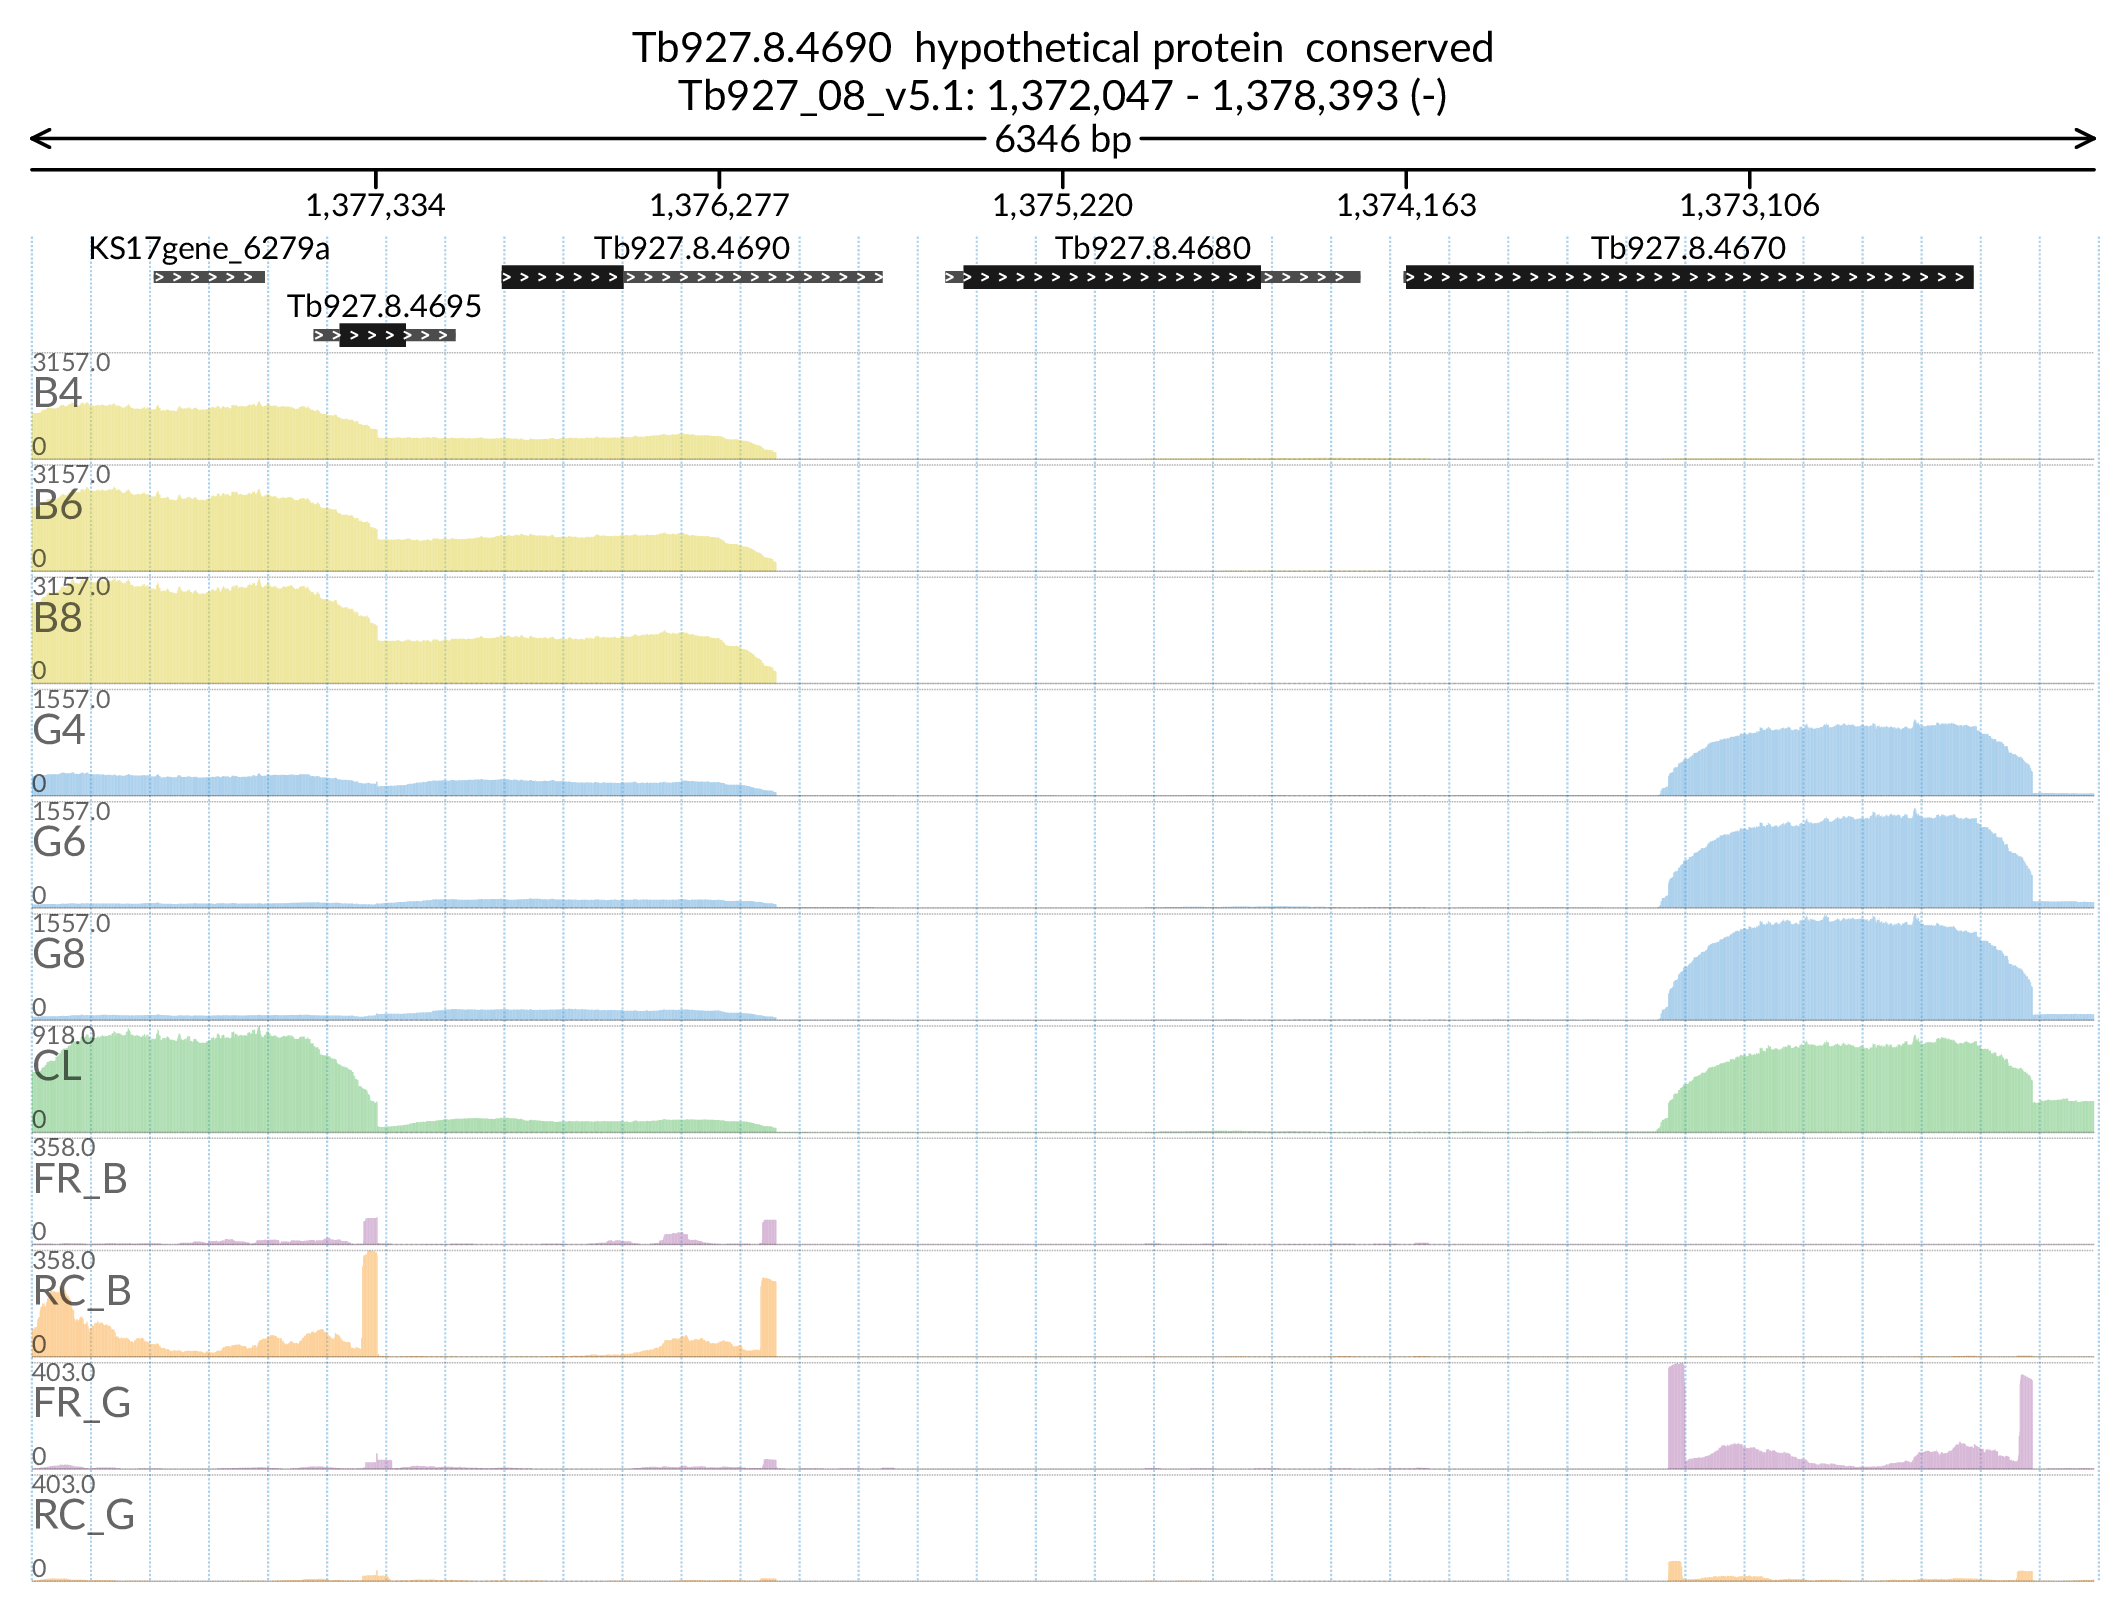 Tb927.8.4690  hypothetical protein  conserved
Tb927_08_v5.1: 1,372,047 - 1,378,393 (-)
6346 bp
1,377,334 1,376,277 1,375,220 1,374,163 1,373,106
KS17gene_6279a Tb927.8.4690 Tb927.8.4680 Tb927.8.4670
Tb927.8.4695
3157.0
B4
0
3157.0
B6
0
3157.0
B8
0
1557.0
G4
0
1557.0
G6
0
1557.0
G8
0
918.0
CL
0
358.0
FR_B
0
358.0
RC_B
0
403.0
FR_G
0
403.0
RC_G
0